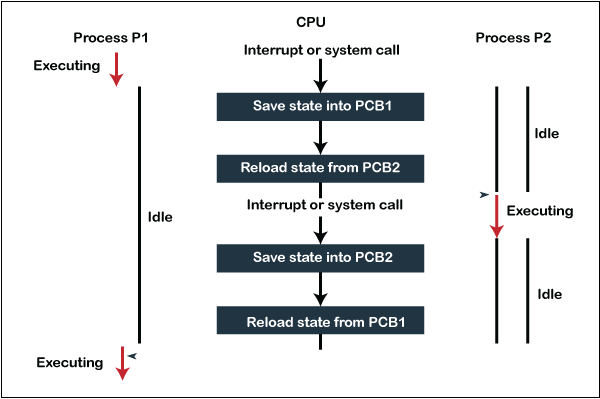 CPU
Process P1
Process P2
Interrupt or system call
Executing
Save state into PCB1
Idle
Reload state from PCB2
Interrupt or system call
Executing
Idle
Save state into PCB2
Idle
Reload state from PCB1
Executing